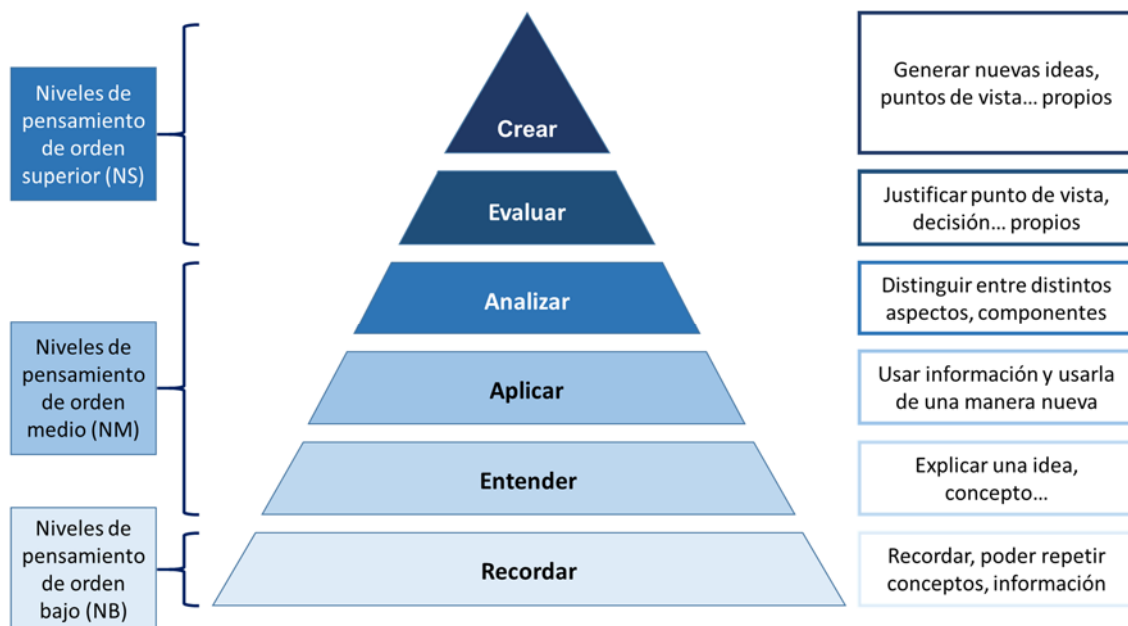 Niveles de
pensamiento
de orden
superior (NS)
Crear
Generar nuevas ideas,
puntos de vista... propios
Evaluar
Justificar punto de vista,
decisión... propios
Niveles de
pensamiento
de orden
medio (NM)
Analizar
Distinguir entre distintos
aspectos, componentes
Aplicar
Usar información y usarla
de una manera nueva
Entender
Explicar una idea,
concepto...
Niveles de
pensamiento
de orden
bajo (NB)
Recordar
Recordar, poder repetir
conceptos, información